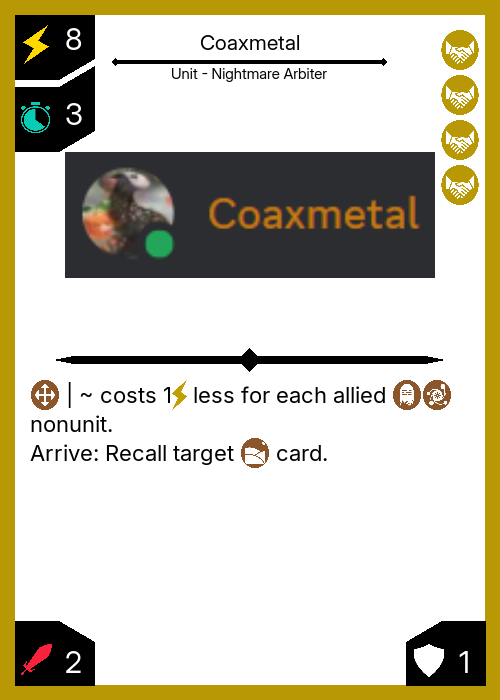 8
Coaxmetal
Unit - Nightmare Arbiter
3
Coaxmetal
| ~ costs 1 less for each allied
nonunit.
Arrive: Recall target card.
2
1